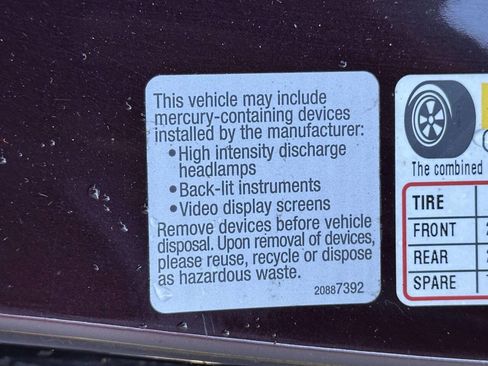 This vehicle may include
mercury-containing devices
installed by the manufacturer:
•High intensity discharge
headlamps
•Back-lit instruments
•Video display screens
Remove devices before vehicle
disposal. Upon removal of devices,
please reuse, recycle or dispose
as hazardous waste.
20887392
The combined
TIRE
FRONT
REAR
SPARE